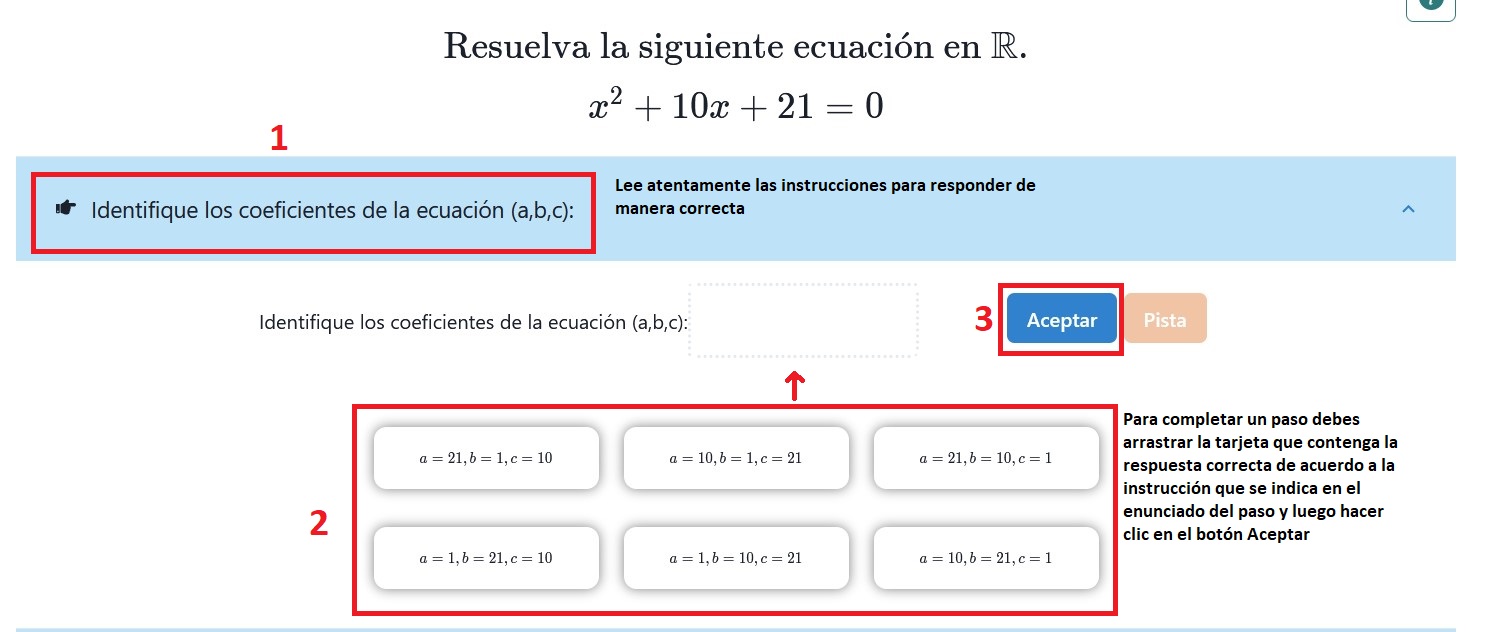 Resuelva la siguiente ecuación en ℝ.
x² + 10x + 21 = 0
1
Identifique los coeficientes de la ecuación (a,b,c):
Lee atentamente las instrucciones para responder de
manera correcta
Identifique los coeficientes de la ecuación (a,b,c):
3
Aceptar
Pista
2
a = 21, b = 1, c = 10
a = 10, b = 1, c = 21
a = 21, b = 10, c = 1
a = 1, b = 21, c = 10
a = 1, b = 10, c = 21
a = 10, b = 21, c = 1
Para completar un paso debes
arrastrar la tarjeta que contenga la
respuesta correcta de acuerdo a la
instrucción que se indica en el
enunciado del paso y luego hacer
clic en el botón Aceptar